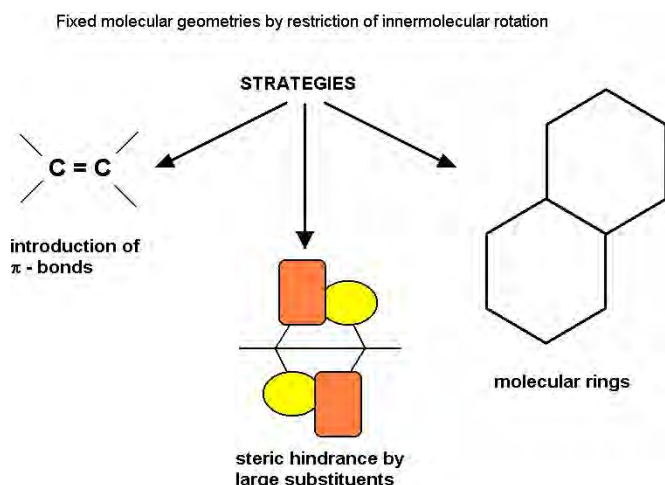 Fixed molecular geometries by restriction of innermolecular rotation
STRATEGIES
C = C
introduction of
π - bonds
steric hindrance by
large substituents
molecular rings